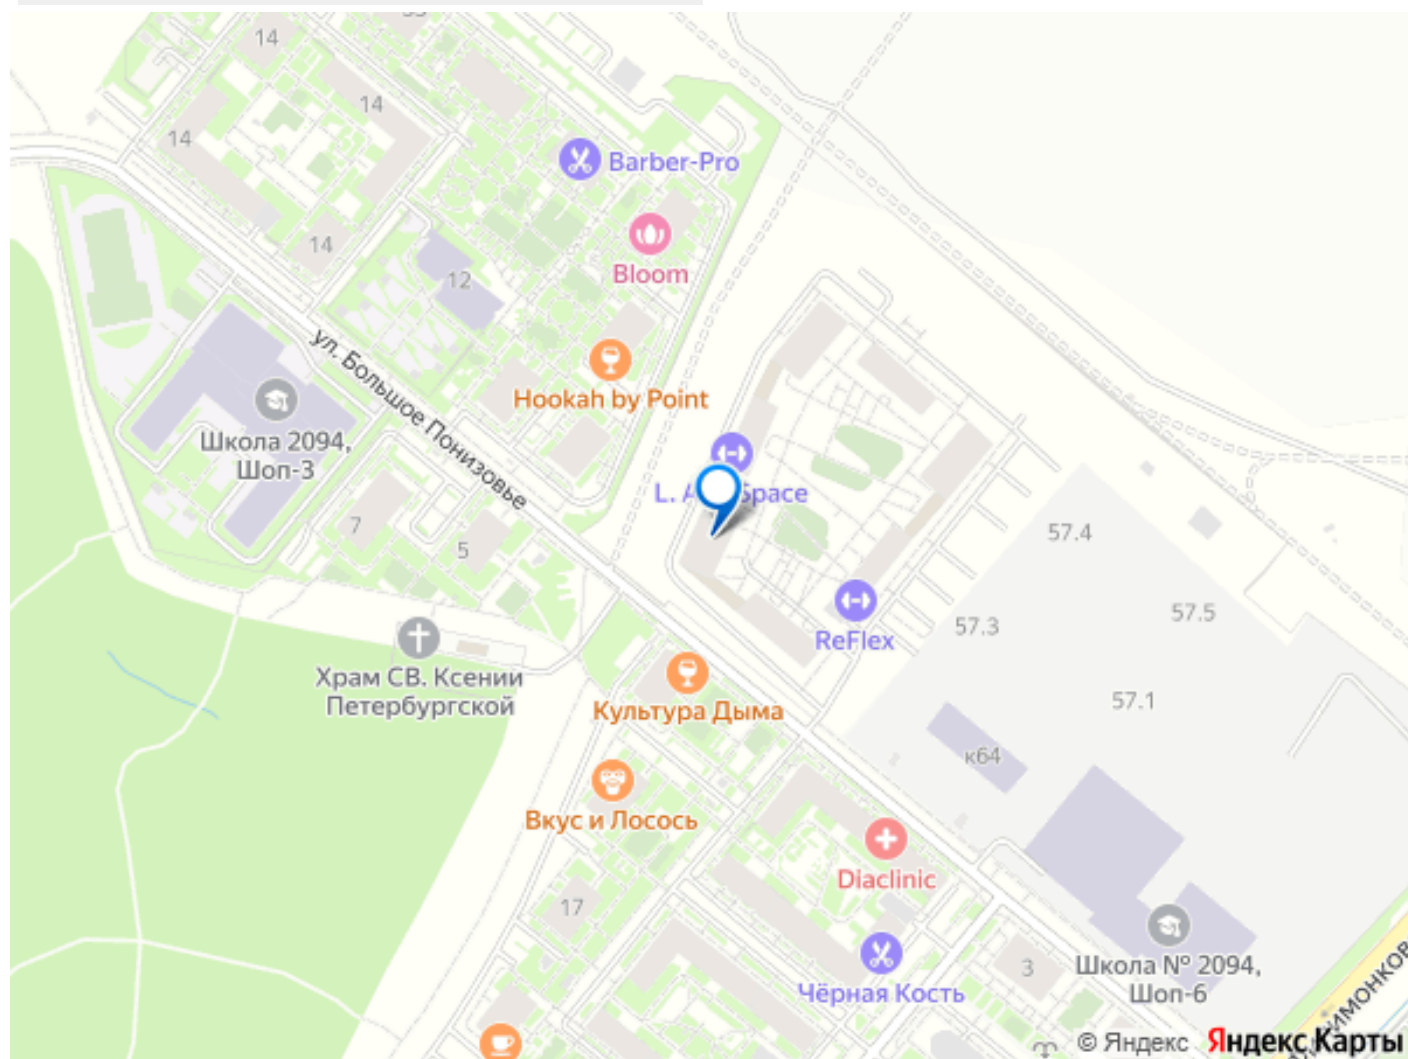 14
14
14
Barber-Pro
14
Bloom
12
ул. Большое Понизовье
Hookah by Point
Школа 2094,
Шоп-3
Space
7
5
57.4
57.5
57.3
ReFlex
Храм СВ. Ксении
Петербургской
Культура Дыма
57.1
к64
Вкус и Лосось
Diaclinic
17
3
Школа № 2094,
Шоп-6
Чёрная Кость
© Яндекс Яндекс Карты